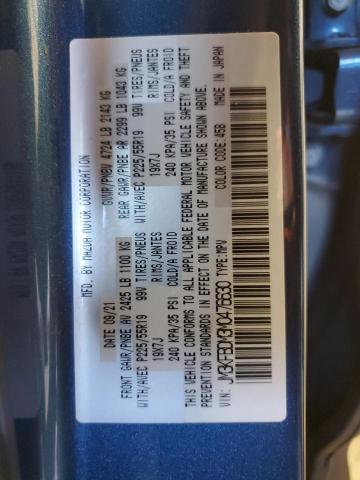 MFD. BY MAZDA MOTOR CORPORATION
DATE 09/21 GVWR/PNBV 4724 LB 2143 KG
FRONT GAWR/PNBE AV 2425 LB 1100 KG REAR GAWR/PNBE AR 2299 LB 1043 KG
WITH/AVEC P225/55R19 99V TIRES/PNEUS WITH/AVEC P225/55R19 99V TIRES/PNEUS
19X7J RIMS/JANTES 19X7J RIMS/JANTES
240 KPA/35 PSI COLD/A FROID 240 KPA/35 PSI COLD/A FROID
THIS VEHICLE CONFORMS TO ALL APPLICABLE FEDERAL MOTOR VEHICLE SAFETY AND THEFT
PREVENTION STANDARDS IN EFFECT ON THE DATE OF MANUFACTURE SHOWN ABOVE.
MADE IN JAPAN
JM3KFBDM3M0476630 TYPE:MPV COLOR CODE:45B